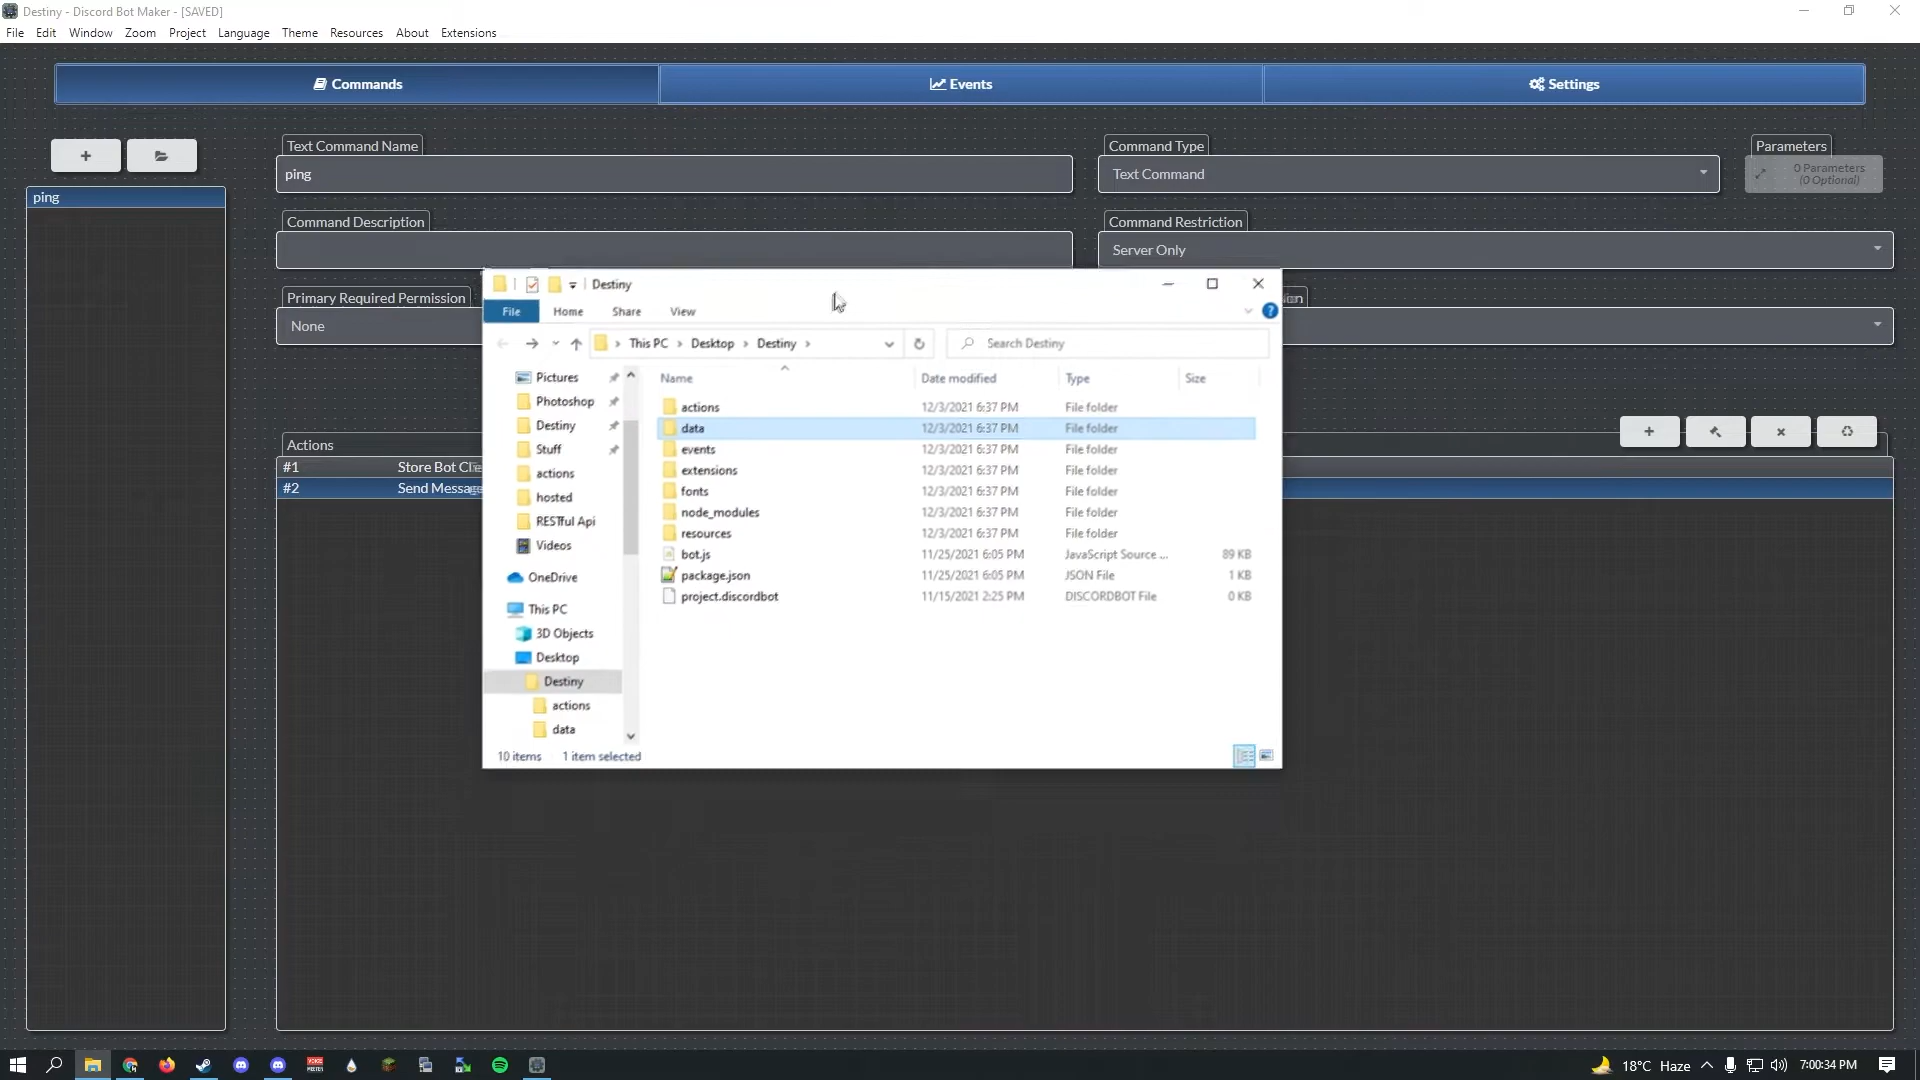 Destiny - Discord Bot Maker - [SAVED]
File Edit Window Zoom Project Language Theme Resources About Extensions
Commands
Events
Settings
Text Command Name
Command Type
Parameters
ping
Text Command
0 Parameters
(0 Optional)
ping
Command Description
Command Restriction
Server Only
Primary Required Permission
None
Actions
#1 Store Bot
#2 Send Message
Destiny
File Home Share View
This PC > Desktop > Destiny >
Search Destiny
Name Date modified Type Size
Pictures
Photoshop
Destiny
Stuff
actions
hosted
RESTful Api
Videos
OneDrive
This PC
3D Objects
Desktop
Destiny
actions
data
actions 12/3/2021 6:37 PM File folder
data 12/3/2021 6:37 PM File folder
events 12/3/2021 6:37 PM File folder
extensions 12/3/2021 6:37 PM File folder
fonts 12/3/2021 6:37 PM File folder
node_modules 12/3/2021 6:37 PM File folder
resources 12/3/2021 6:37 PM File folder
bot.js 11/25/2021 6:05 PM JavaScript Source ... 89 KB
package.json 11/25/2021 6:05 PM JSON File 1 KB
project.discordbot 11/15/2021 2:25 PM DISCORDBOT File 0 KB
10 items 1 item selected
18°C Haze
7:00:34 PM